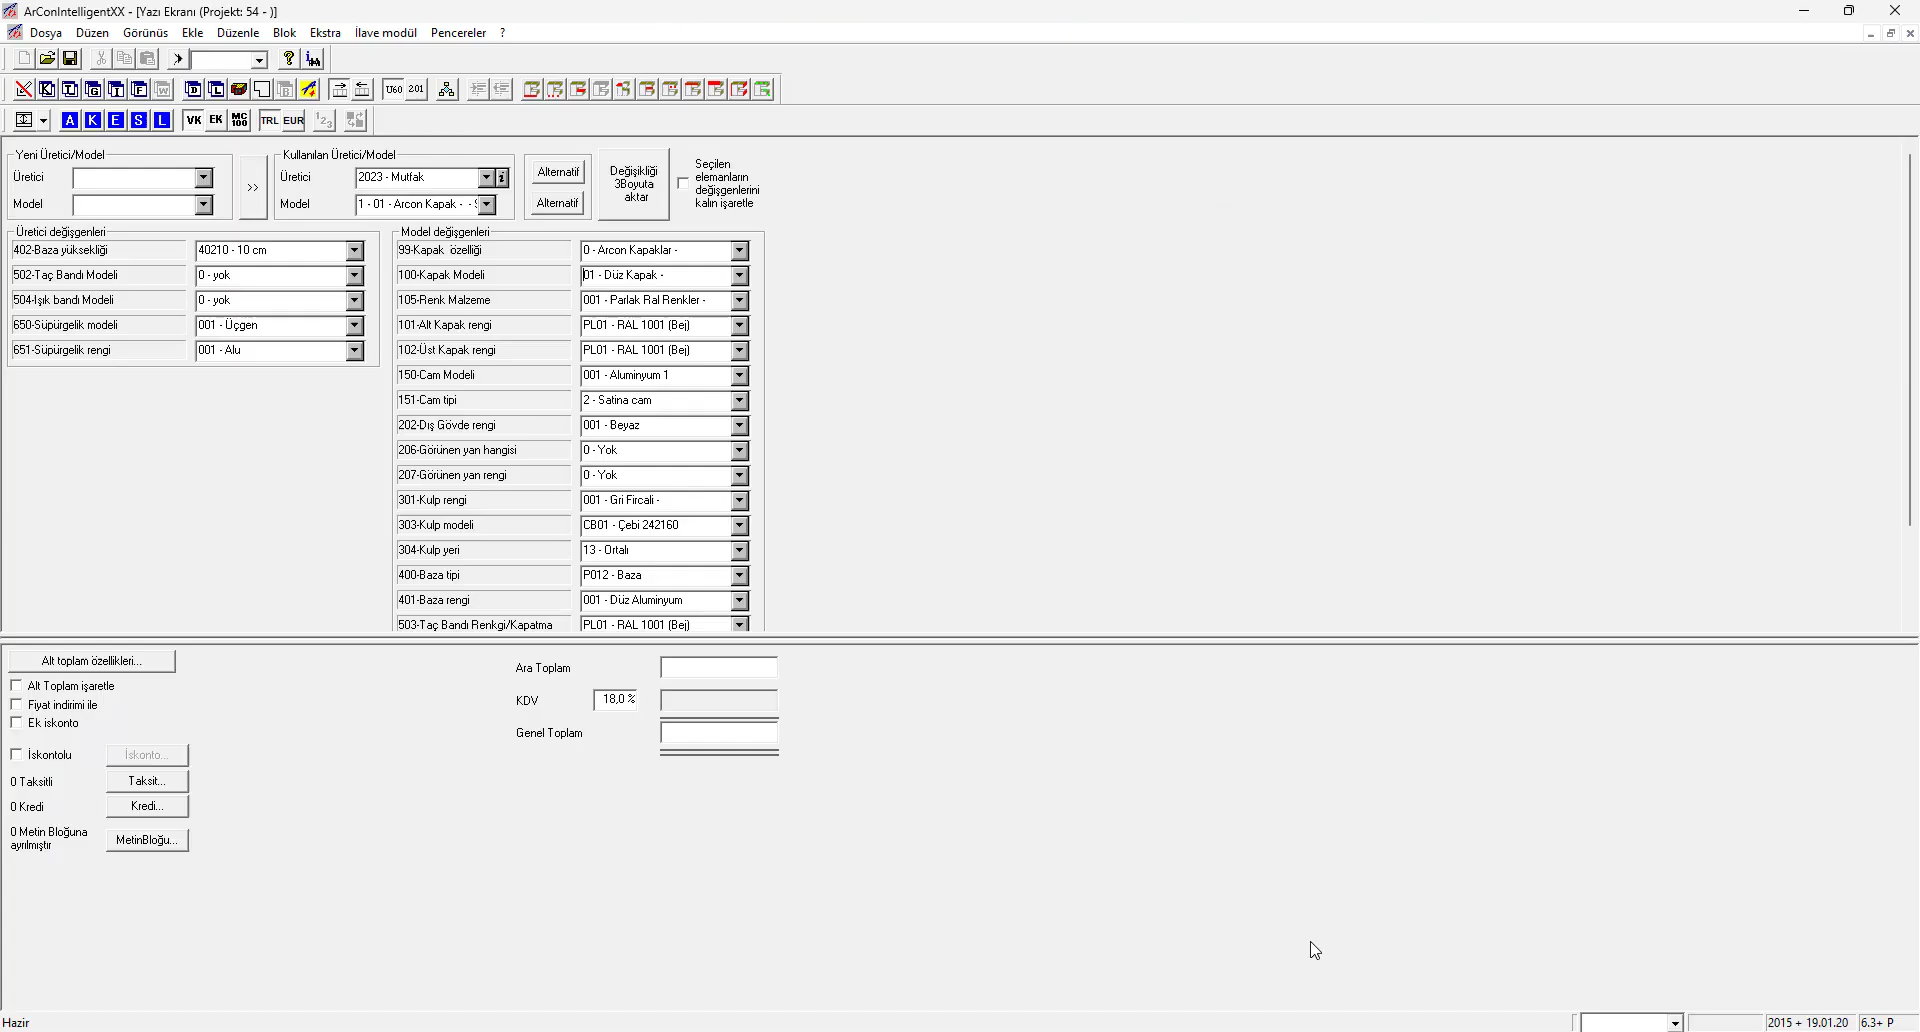 ArConIntelligentXX - [Yazı Ekranı (Projekt: 54 - )]
Dosya Düzen Görünüs Ekle Düzenle Blok Ekstra İlave modül Pencereler ?
K T G I F W D L B U60 201
A K E S L VK EK MC 100 TRL EUR 123
Yeni Üretici/Model
Üretici
Model
>>
Kullanılan Üretici/Model
Üretici 2023 - Mutfak i
Model 1 - 01 - Arcon Kapak - -
Alternatif
Alternatif
Değişikliği
3Boyuta
aktar
Seçilen
elemanların
değişgenlerini
kalın işaretle
Üretici değişgenleri
402-Baza yüksekliği 40210 - 10 cm
502-Taç Bandı Modeli 0 - yok
504-Işık bandı Modeli 0 - yok
650-Süpürgelik modeli 001 - Üçgen
651-Süpürgelik rengi 001 - Alu
Model değişgenleri
99-Kapak özelliği 0 - Arcon Kapaklar -
100-Kapak Modeli 01 - Düz Kapak -
105-Renk Malzeme 001 - Parlak Ral Renkler -
101-Alt Kapak rengi PL01 - RAL 1001 (Bej)
102-Üst Kapak rengi PL01 - RAL 1001 (Bej)
150-Cam Modeli 001 - Aluminyum 1
151-Cam tipi 2 - Satina cam
202-Dış Gövde rengi 001 - Beyaz
206-Görünen yan hangisi 0 - Yok
207-Görünen yan rengi 0 - Yok
301-Kulp rengi 001 - Gri Fircali -
303-Kulp modeli CB01 - Çebi 242160
304-Kulp yeri 13 - Ortalı
400-Baza tipi P012 - Baza
401-Baza rengi 001 - Düz Aluminyum
503-Taç Bandı Renkgi/Kapatma PL01 - RAL 1001 (Bej)
Alt toplam özellikleri...
Alt Toplam işaretle
Fiyat indirimi ile
Ek iskonto
İskontolu İskonto...
0 Taksitli Taksit...
0 Kredi Kredi...
0 Metin Bloğuna
ayrılmıştır
MetinBloğu...
Ara Toplam
KDV 18,0 %
Genel Toplam
Hazir
2015 + 19.01.20 6.3+ P